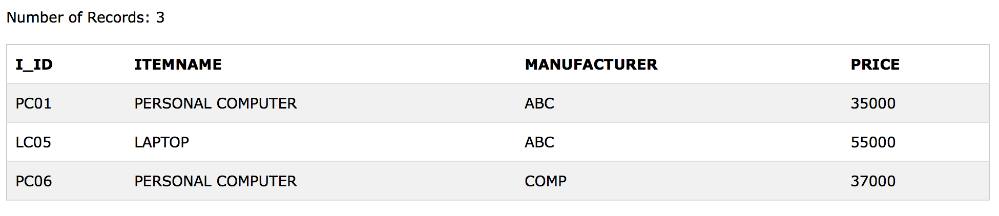 Number of Records: 3
I_ID ITEMNAME MANUFACTURER PRICE
PC01 PERSONAL COMPUTER ABC 35000
LC05 LAPTOP ABC 55000
PC06 PERSONAL COMPUTER COMP 37000